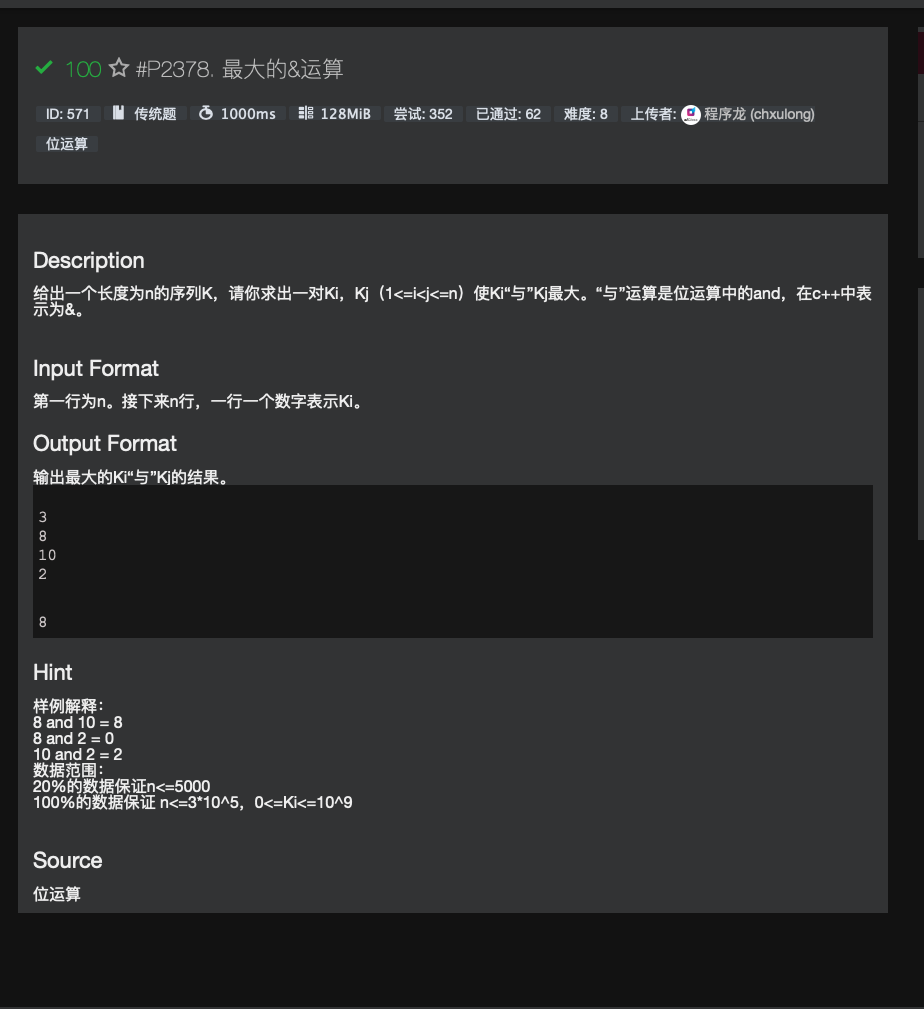 100 #P2378. 最大的&运算
ID: 571 传统题 1000ms 128MiB 尝试: 352 已通过: 62 难度: 8 上传者: 程序龙 (chxulong)
位运算
Description
给出一个长度为n的序列K，请你求出一对Ki，Kj（1<=i<j<=n）使Ki“与”Kj最大。“与”运算是位运算中的and，在c++中表
示为&。
Input Format
第一行为n。接下来n行，一行一个数字表示Ki。
Output Format
输出最大的Ki“与”Kj的结果。
3
8
10
2
8
Hint
样例解释：
8 and 10 = 8
8 and 2 = 0
10 and 2 = 2
数据范围：
20%的数据保证n<=5000
100%的数据保证 n<=3*10^5，0<=Ki<=10^9
Source
位运算